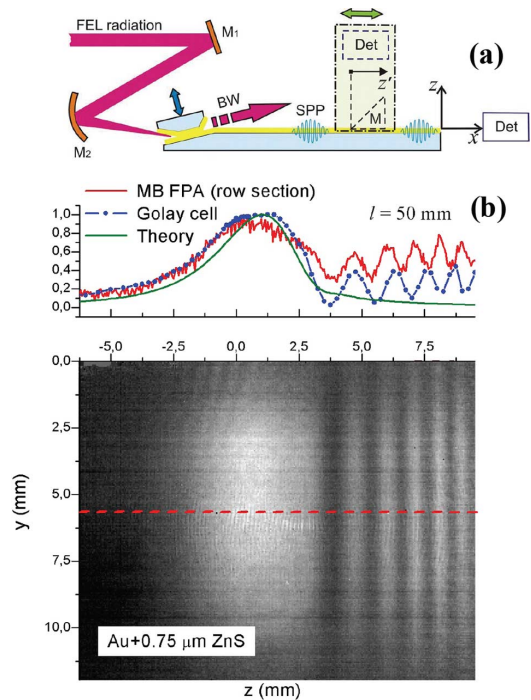 FEL radiation
M1
(a)
Det
BW
z'
SPP
M
z
M2
x
Det
MB FPA (row section)
Golay cell
Theory
l = 50 mm
(b)
1,0
0,8
0,6
0,4
0,2
0,0
-5,0 -2,5 0,0 2,5 5,0 7,5
0,0
2,5
5,0
7,5
10,0
y (mm)
Au+0.75 µm ZnS
z (mm)